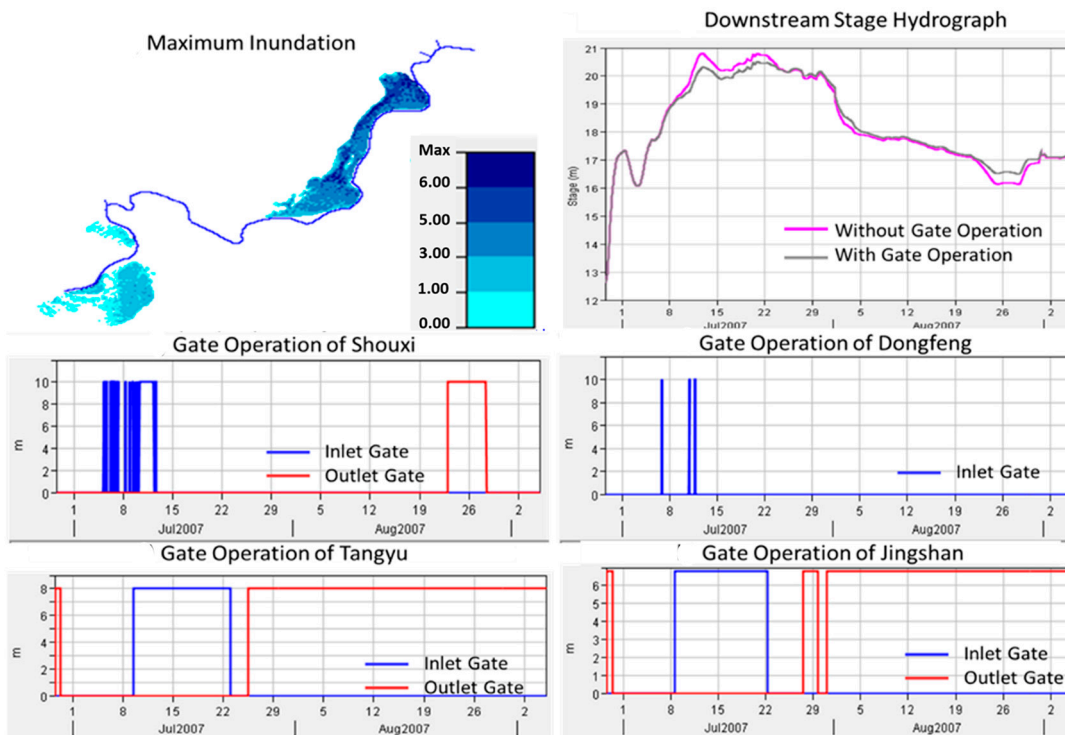 Maximum Inundation
Max
6.00
5.00
3.00
1.00
0.00
Downstream Stage Hydrograph
21
20
19
18
17
16
15
14
13
12
Stage (m)
Without Gate Operation
With Gate Operation
1 8 15 22 29 5 12 19 26 2
Jul2007 Aug2007
Gate Operation of Shouxi
10
8
6
4
2
0
m
Inlet Gate
Outlet Gate
1 8 15 22 29 5 12 19 26 2
Jul2007 Aug2007
Gate Operation of Dongfeng
10
8
6
4
2
0
m
Inlet Gate
1 8 15 22 29 5 12 19 26 2
Jul2007 Aug2007
Gate Operation of Tangyu
8
6
4
2
0
m
Inlet Gate
Outlet Gate
1 8 15 22 29 5 12 19 26 2
Jul2007 Aug2007
Gate Operation of Jingshan
6
5
4
3
2
1
0
m
Inlet Gate
Outlet Gate
1 8 15 22 29 5 12 19 26 2
Jul2007 Aug2007